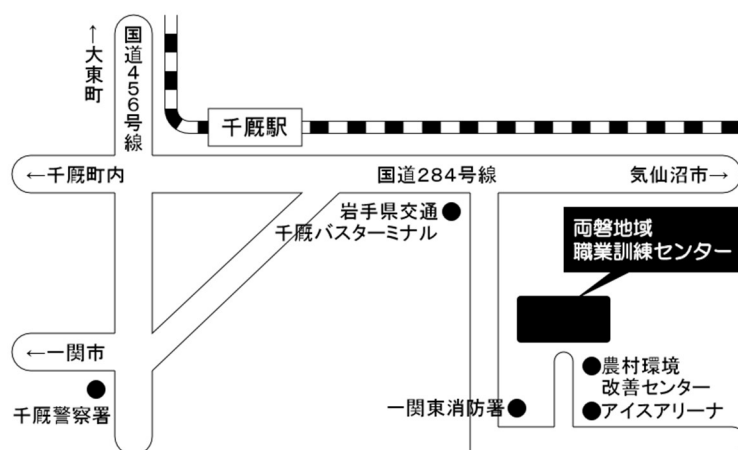 ↑大東町
国道456号線
千厩駅
←千厩町内
国道284号線
気仙沼市→
岩手県交通
千厩バスターミナル
両磐地域
職業訓練センター
←一関市
農村環境
改善センター
千厩警察署
一関東消防署
アイスアリーナ